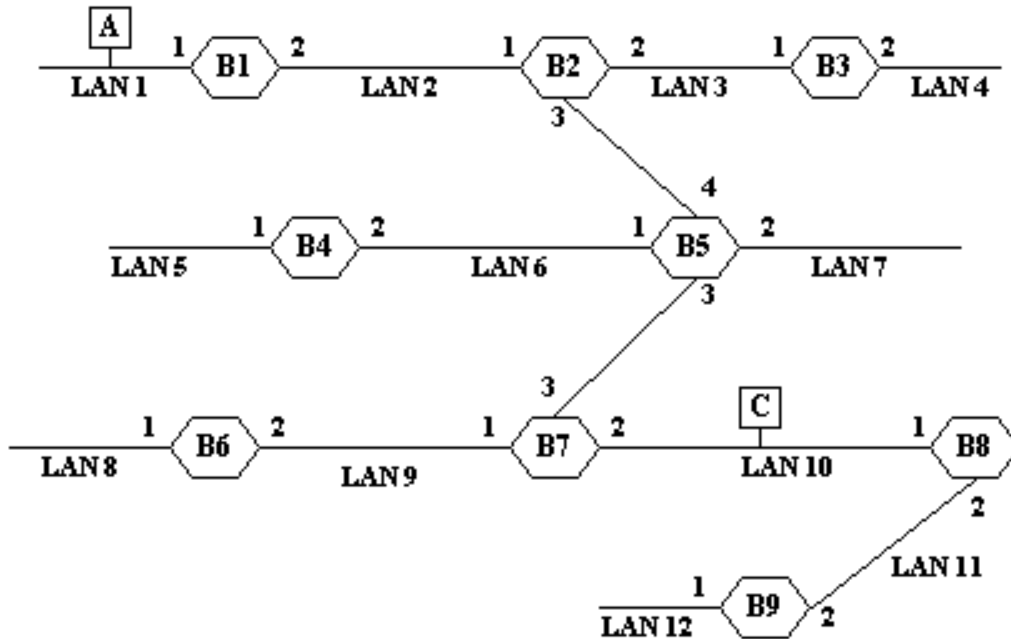 A
1 B1 2 1 B2 2 1 B3 2
LAN 1 LAN 2 LAN 3 LAN 4
3
4
1 B4 2 1 B5 2
LAN 5 LAN 6 LAN 7
3
3
C
1 B6 2 1 B7 2 1 B8
LAN 8 LAN 9 LAN 10
2
LAN 11
1 B9 2
LAN 12